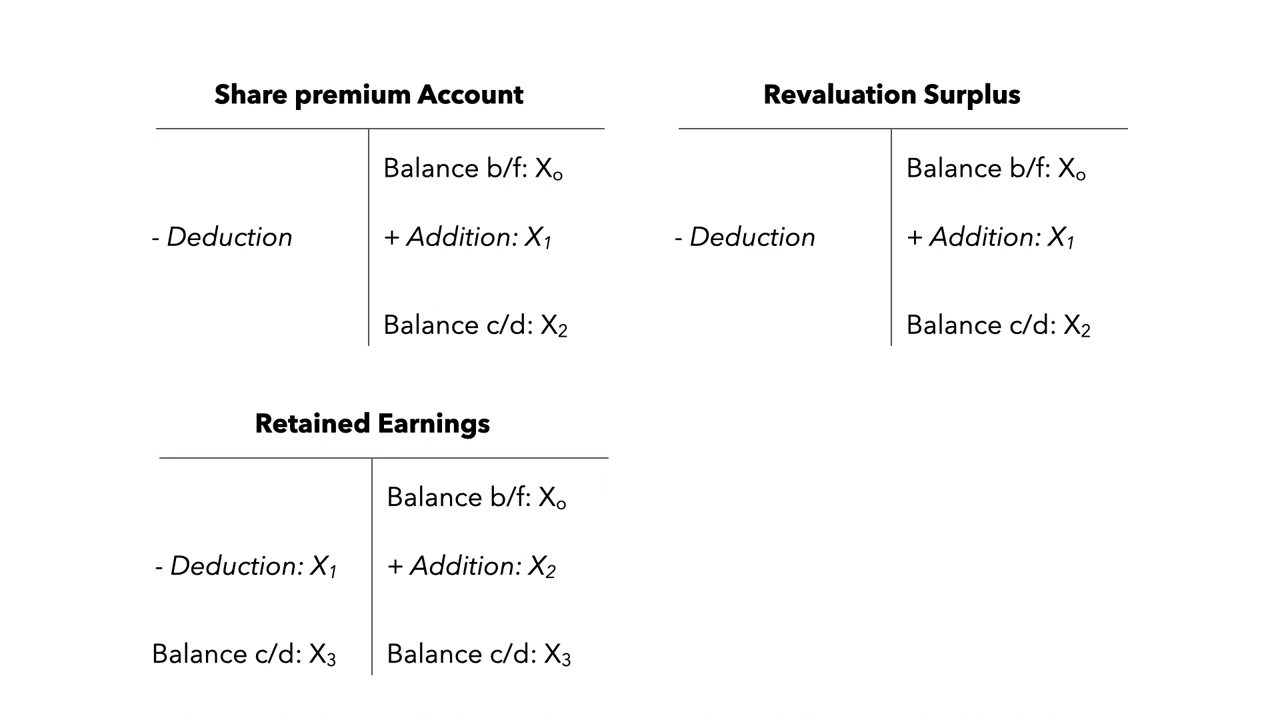 Share premium Account
Balance b/f: Xₒ
- Deduction
+ Addition: X₁
Balance c/d: X₂
Revaluation Surplus
Balance b/f: Xₒ
- Deduction
+ Addition: X₁
Balance c/d: X₂
Retained Earnings
Balance b/f: Xₒ
- Deduction: X₁
+ Addition: X₂
Balance c/d: X₃
Balance c/d: X₃